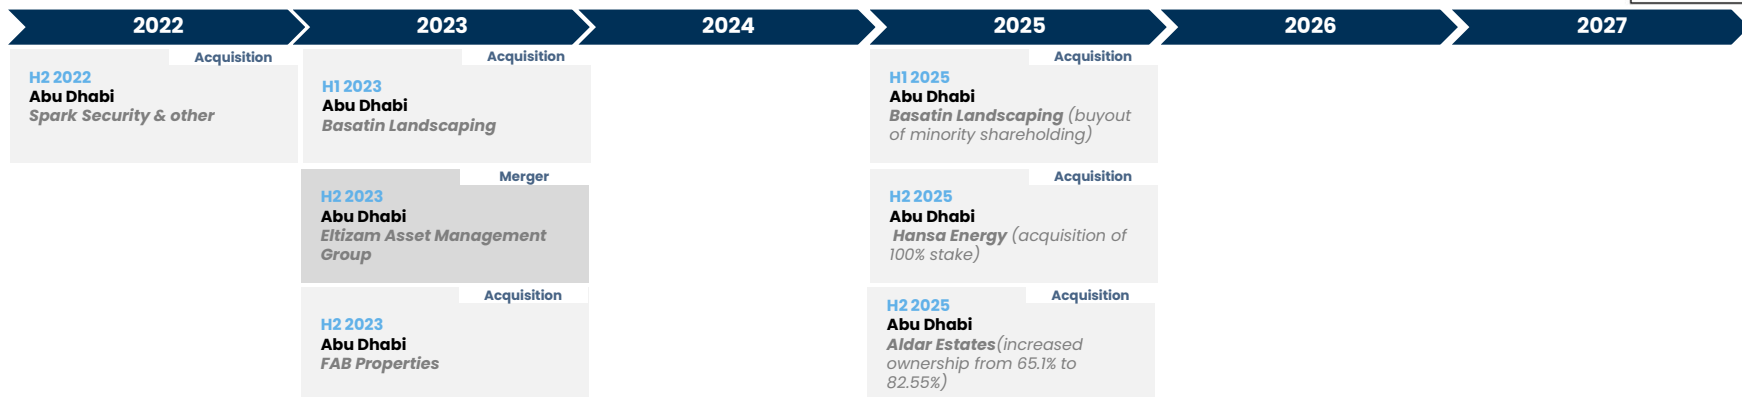 2022
2023
2024
2025
2026
2027
Acquisition
H2 2022
Abu Dhabi
Spark Security & other
Acquisition
H1 2023
Abu Dhabi
Basatin Landscaping
Merger
H2 2023
Abu Dhabi
Eltizam Asset Management
Group
Acquisition
H2 2023
Abu Dhabi
FAB Properties
Acquisition
H1 2025
Abu Dhabi
Basatin Landscaping (buyout
of minority shareholding)
Acquisition
H2 2025
Abu Dhabi
Hansa Energy (acquisition of
100% stake)
Acquisition
H2 2025
Abu Dhabi
Aldar Estates(increased
ownership from 65.1% to
82.55%)